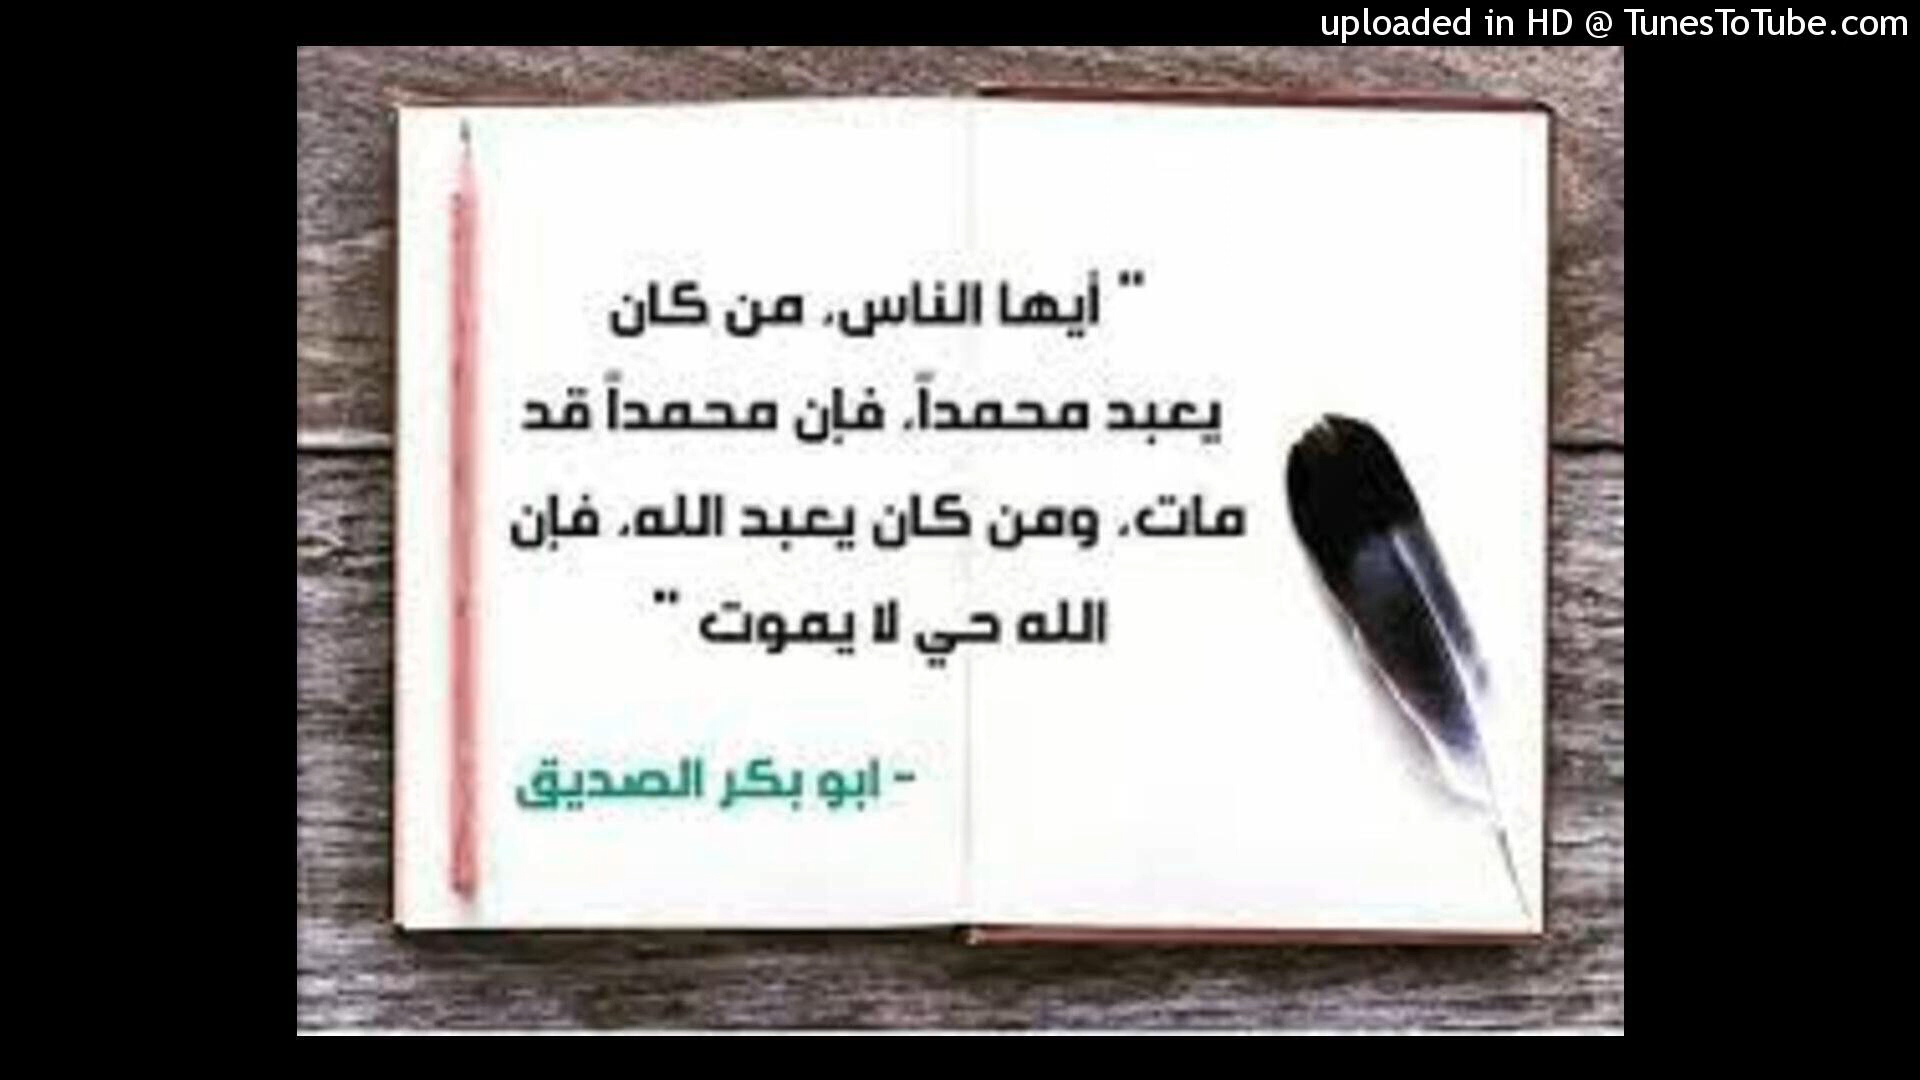 uploaded in HD @ TunesToTube.com
" أيها الناس، من كان
يعبد محمداً، فإن محمداً قد
مات، ومن كان يعبد الله، فإن
الله حي لا يموت "
- ابو بكر الصديق